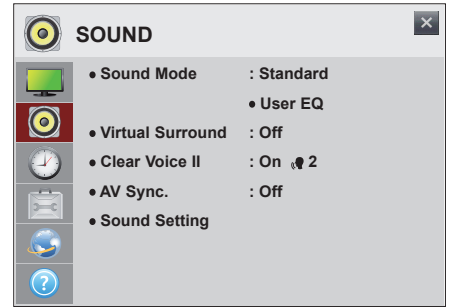 SOUND
● Sound Mode : Standard
● User EQ
● Virtual Surround : Off
● Clear Voice II : On 2
● AV Sync. : Off
● Sound Setting
?